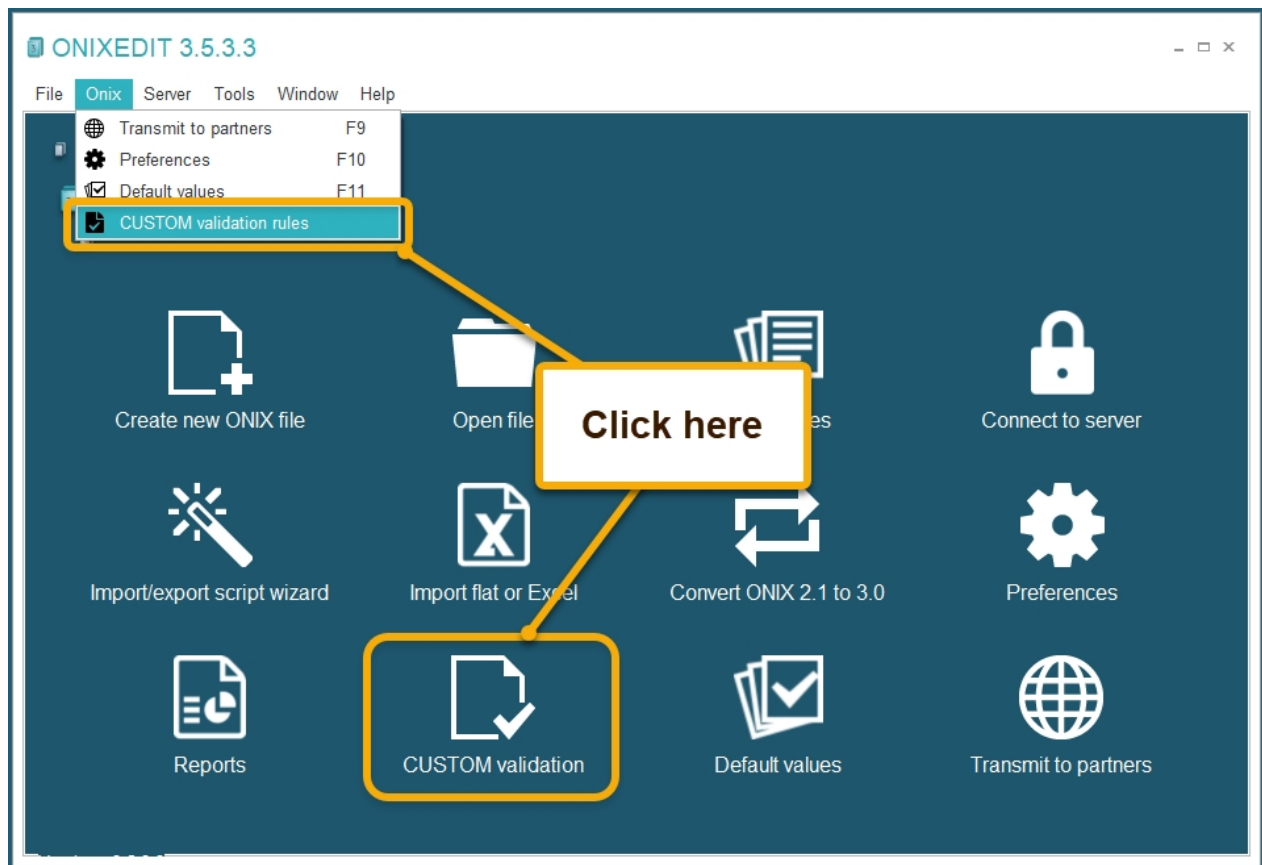 ONIXEDIT 3.5.3.3
File Onix Server Tools Window Help
Transmit to partners F9
Preferences F10
Default values F11
CUSTOM validation rules
Create new ONIX file
Open file
Click here
Connect to server
Import/export script wizard
Import flat or Excel
Convert ONIX 2.1 to 3.0
Preferences
Reports
CUSTOM validation
Default values
Transmit to partners